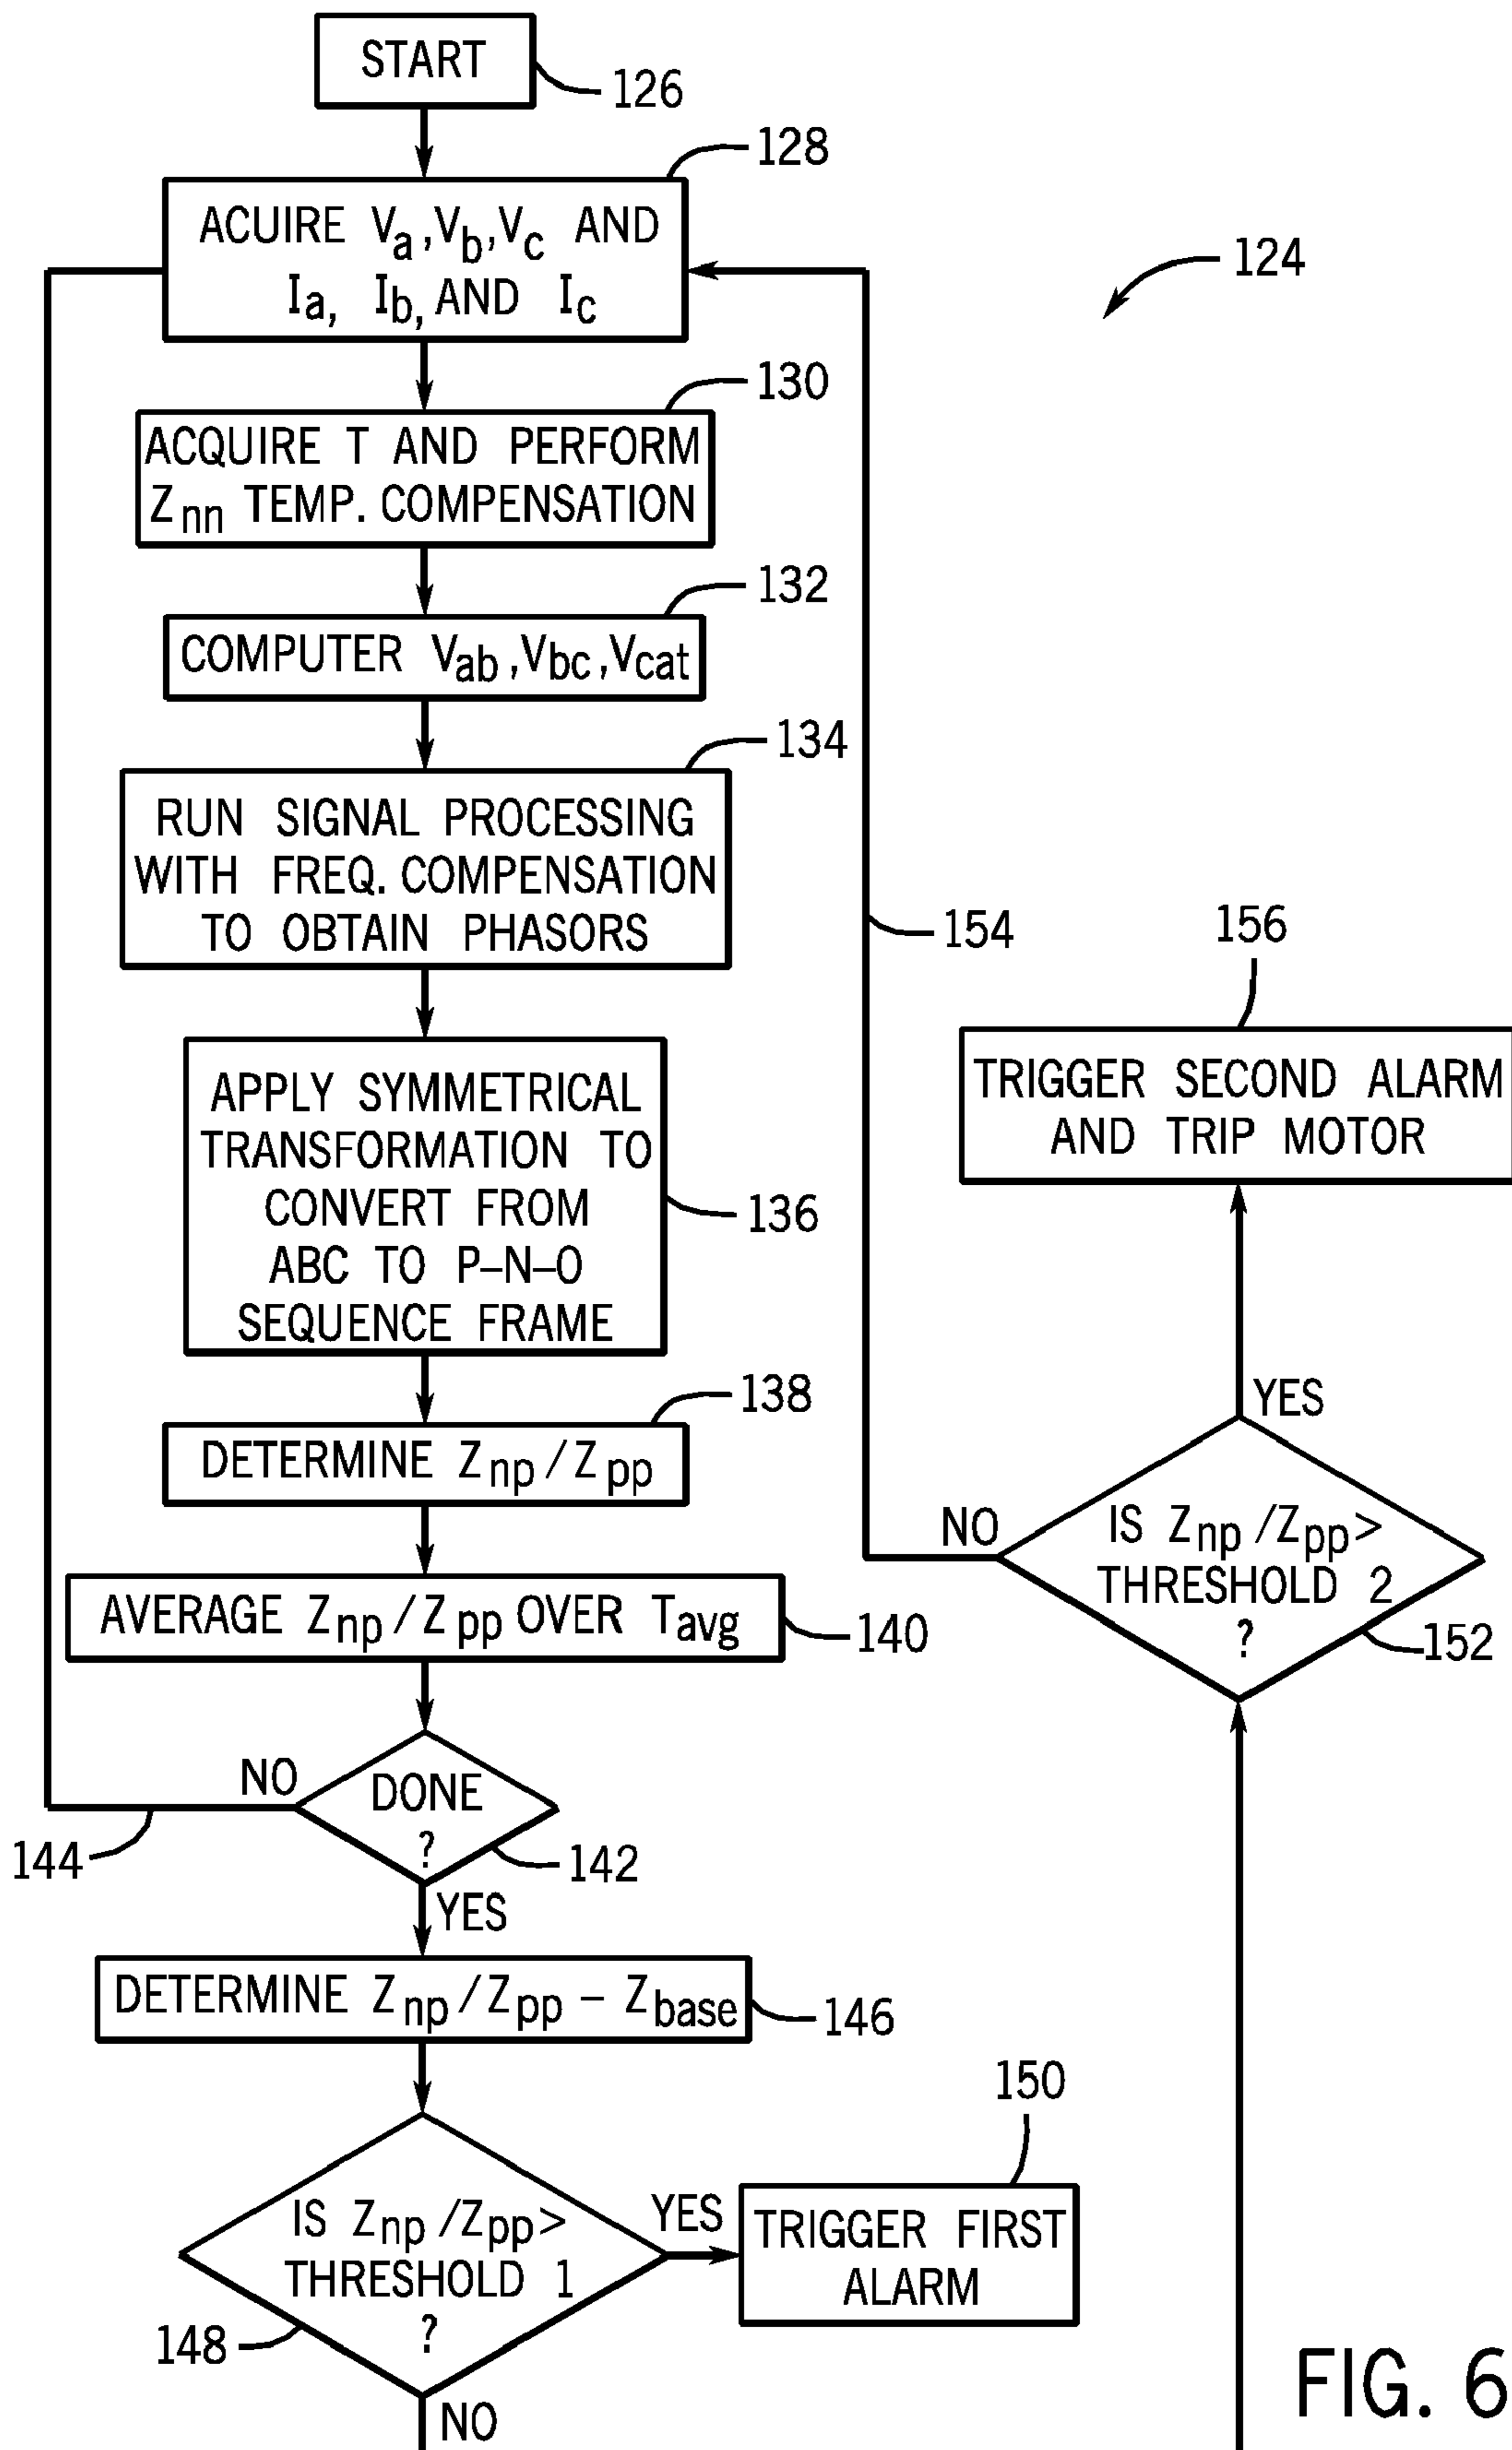 START
126
128
ACUIRE Va,Vb,Vc AND
Ia, Ib, AND Ic
124
130
ACQUIRE T AND PERFORM
Znn TEMP. COMPENSATION
132
COMPUTER Vab,Vbc,Vcat
134
RUN SIGNAL PROCESSING
WITH FREQ. COMPENSATION
TO OBTAIN PHASORS
154
156
TRIGGER SECOND ALARM
AND TRIP MOTOR
APPLY SYMMETRICAL
TRANSFORMATION TO
CONVERT FROM
ABC TO P–N–O
SEQUENCE FRAME
136
138
DETERMINE Znp/Zpp
YES
NO
IS Znp/Zpp>
THRESHOLD 2
?
152
AVERAGE Znp/Zpp OVER Tavg
140
NO
DONE
?
144
142
YES
DETERMINE Znp/Zpp – Zbase
146
150
IS Znp/Zpp>
THRESHOLD 1
?
148
YES
TRIGGER FIRST
ALARM
NO
FIG. 6